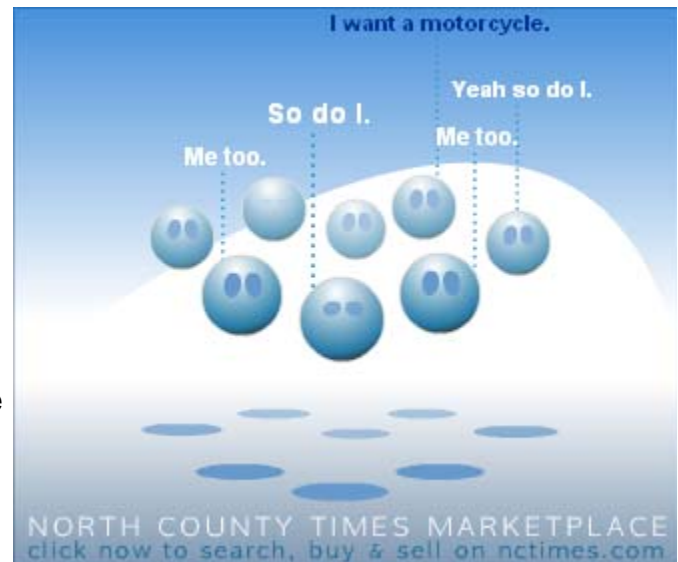 I want a motorcycle.
Yeah so do I.
So do I.
Me too.
Me too.
NORTH COUNTY TIMES MARKETPLACE
click now to search, buy & sell on nctimes.com